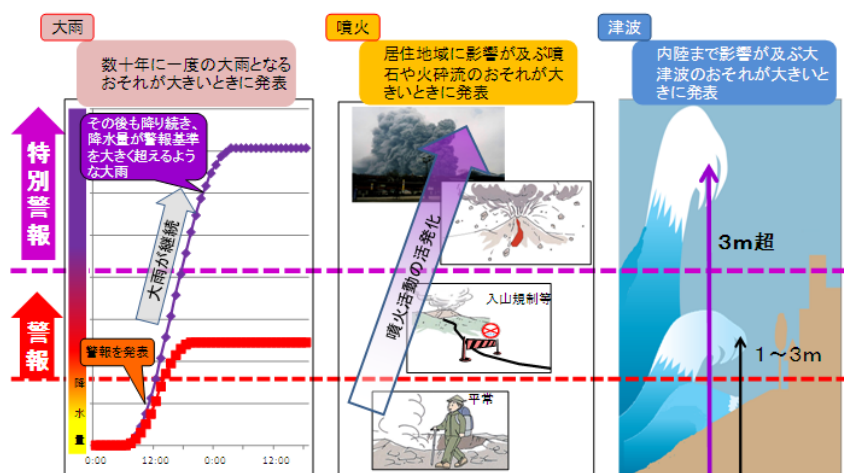 大雨
数十年に一度の大雨となる
おそれが大きいときに発表
噴火
居住地域に影響が及ぶ噴
石や火砕流のおそれが大
きいときに発表
津波
内陸まで影響が及ぶ大
津波のおそれが大きいと
きに発表
特別警報
警報
その後も降り続き、
降水量が警報基準
を大きく超えるよう
な大雨
大雨が継続
警報を発表
降水量
0:00
12:00
0:00
12:00
噴火活動の活発化
入山規制等
平常
3m超
1～3m